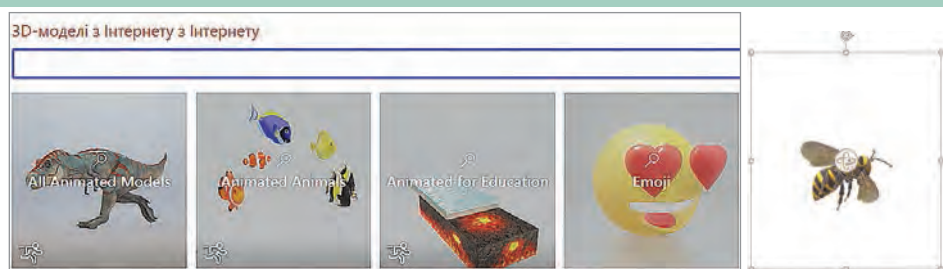 3D-моделі з Інтернету з Інтернету
All Animated Models
Animated Animals
Animated for Education
Emoji